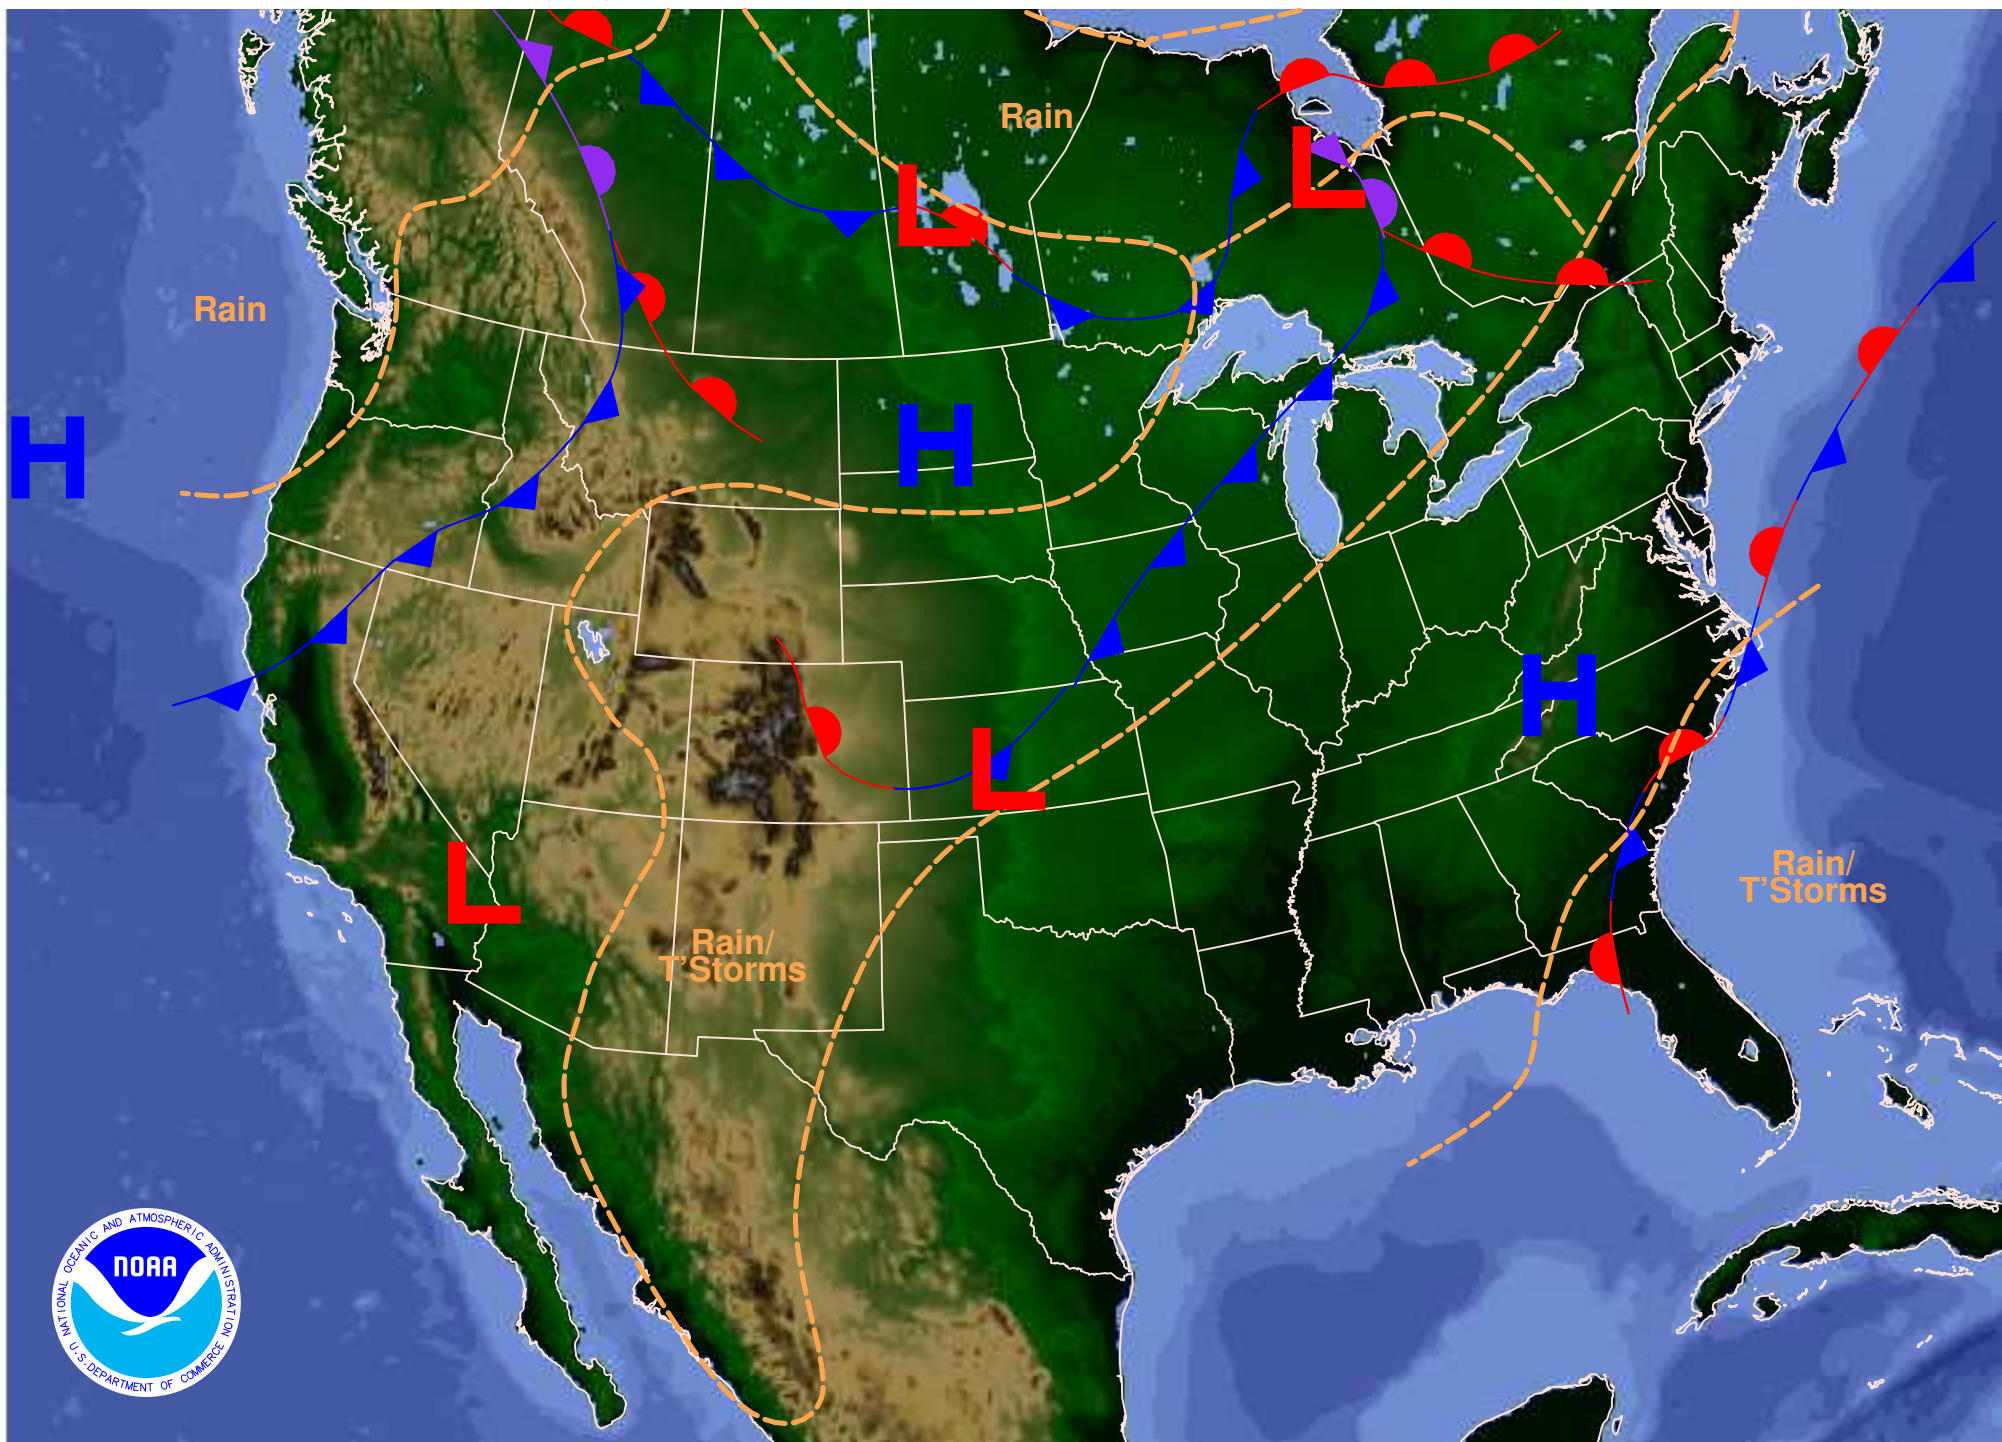 Rain
L
L
Rain
H
H
H
L
L
Rain/
T'Storms
Rain/
T'Storms
NATIONAL OCEANIC AND ATMOSPHERIC ADMINISTRATION
NOAA
U.S. DEPARTMENT OF COMMERCE